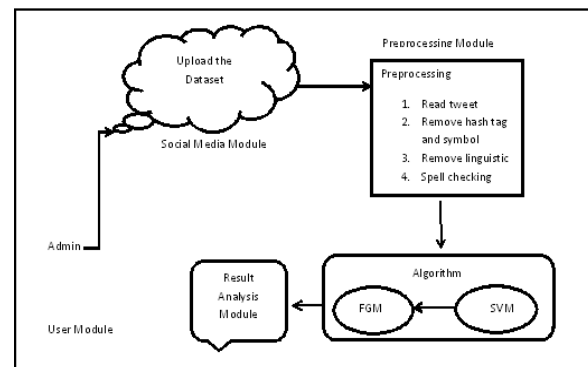 Upload the
Dataset
Social Media Module
Preprocessing Module
Preprocessing
1. Read tweet
2. Remove hash tag
and symbol
3. Remove linguistic
4. Spell checking
Admin
Algorithm
FGM
SVM
Result
Analysis
Module
User Module